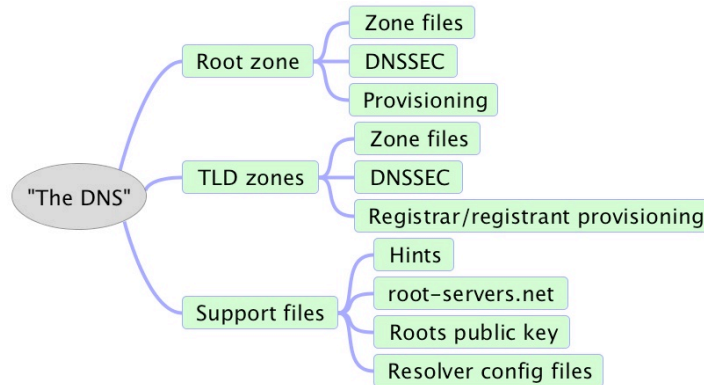 "The DNS"
Root zone
Zone files
DNSSEC
Provisioning
TLD zones
Zone files
DNSSEC
Registrar/registrant provisioning
Support files
Hints
root-servers.net
Roots public key
Resolver config files